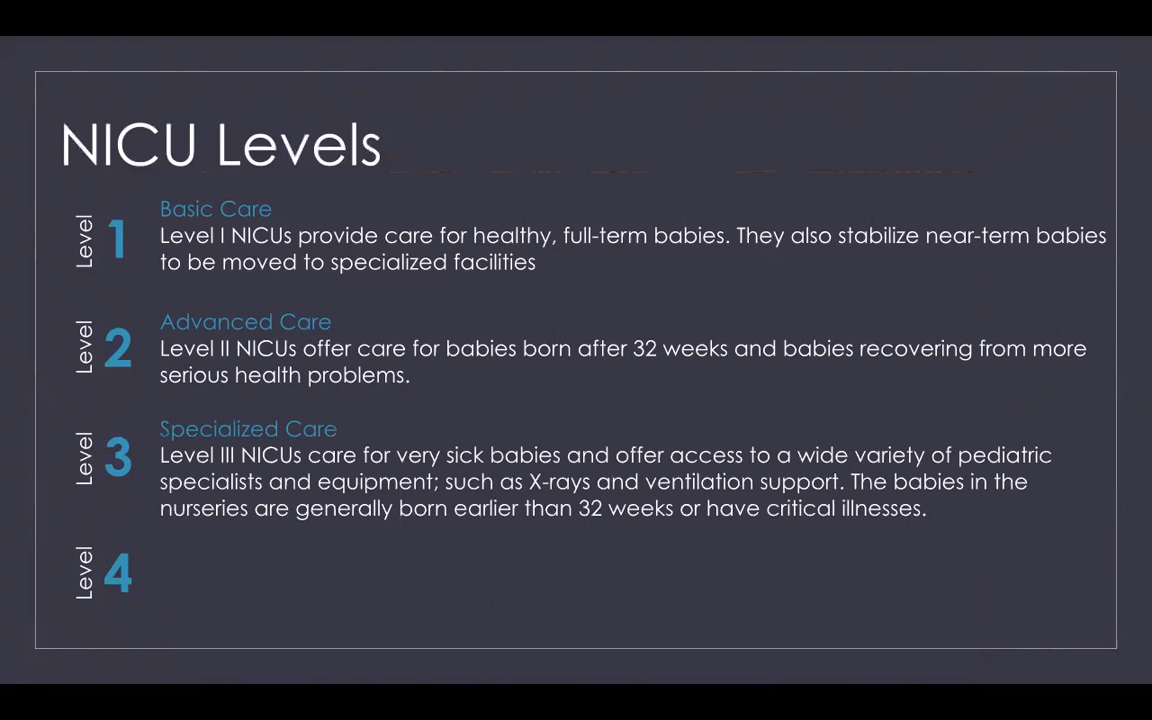 NICU Levels
Level 1
Basic Care
Level I NICUs provide care for healthy, full-term babies. They also stabilize near-term babies
to be moved to specialized facilities
Level 2
Advanced Care
Level II NICUs offer care for babies born after 32 weeks and babies recovering from more
serious health problems.
Level 3
Specialized Care
Level III NICUs care for very sick babies and offer access to a wide variety of pediatric
specialists and equipment; such as X-rays and ventilation support. The babies in the
nurseries are generally born earlier than 32 weeks or have critical illnesses.
Level 4